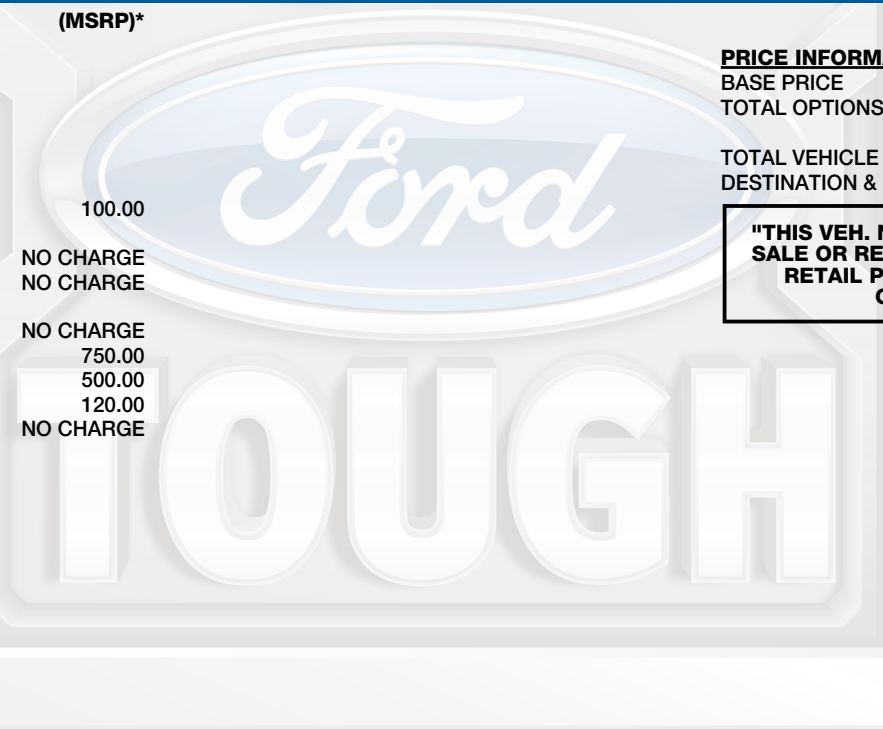 (MSRP)*
100.00
NO CHARGE
NO CHARGE
NO CHARGE
750.00
500.00
120.00
NO CHARGE
PRICE INFORMA
BASE PRICE
TOTAL OPTIONS
TOTAL VEHICLE
DESTINATION &
"THIS VEH. N
SALE OR RE
RETAIL P
Ford
TOUGH